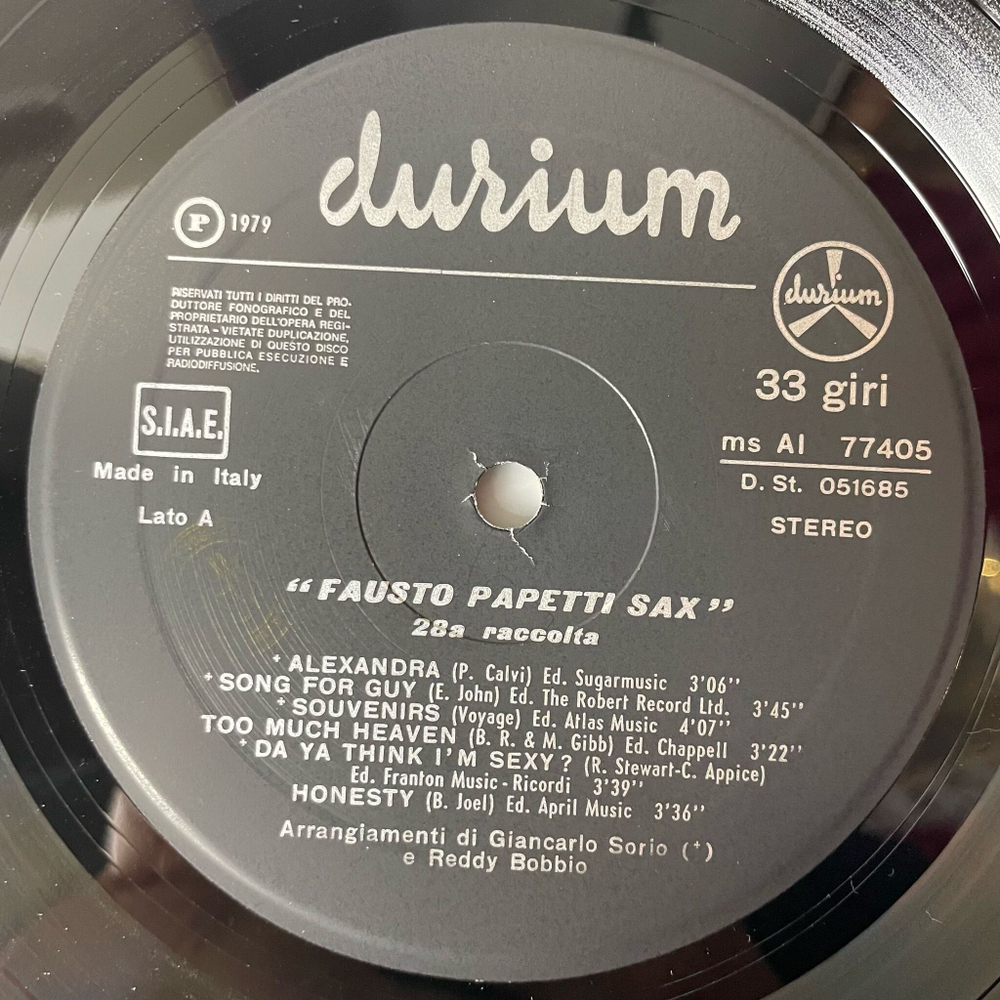 durium
P 1979
durium
RISERVATI TUTTI I DIRITTI DEL PRO-
DUTTORE FONOGRAFICO E DEL
PROPRIETARIO DELL'OPERA REGI-
STRATA - VIETATE DUPLICAZIONE,
UTILIZZAZIONE DI QUESTO DISCO
PER PUBBLICA ESECUZIONE E
RADIODIFFUSIONE.
33 giri
S.I.A.E.
ms AI 77405
Made in Italy
D. St. 051685
Lato A
STEREO
“FAUSTO PAPETTI SAX”
28a raccolta
+ ALEXANDRA (P. Calvi) Ed. Sugarmusic 3'06''
+ SONG FOR GUY (E. John) Ed. The Robert Record Ltd. 3'45''
+ SOUVENIRS (Voyage) Ed. Atlas Music 4'07''
TOO MUCH HEAVEN (B. R. & M. Gibb) Ed. Chappell 3'22''
+ DA YA THINK I'M SEXY? (R. Stewart-C. Appice)
Ed. Franton Music - Ricordi 3'39''
HONESTY (B. Joel) Ed. April Music 3'36''
Arrangiamenti di Giancarlo Sorio (+)
e Reddy Bobbio